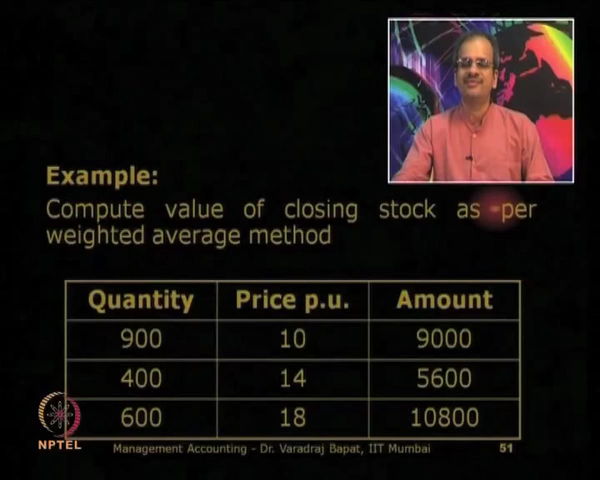 Example:
Compute value of closing stock as per
weighted average method
Quantity Price p.u. Amount
900 10 9000
400 14 5600
600 18 10800
NPTEL
Management Accounting - Dr. Varadraj Bapat, IIT Mumbai 51